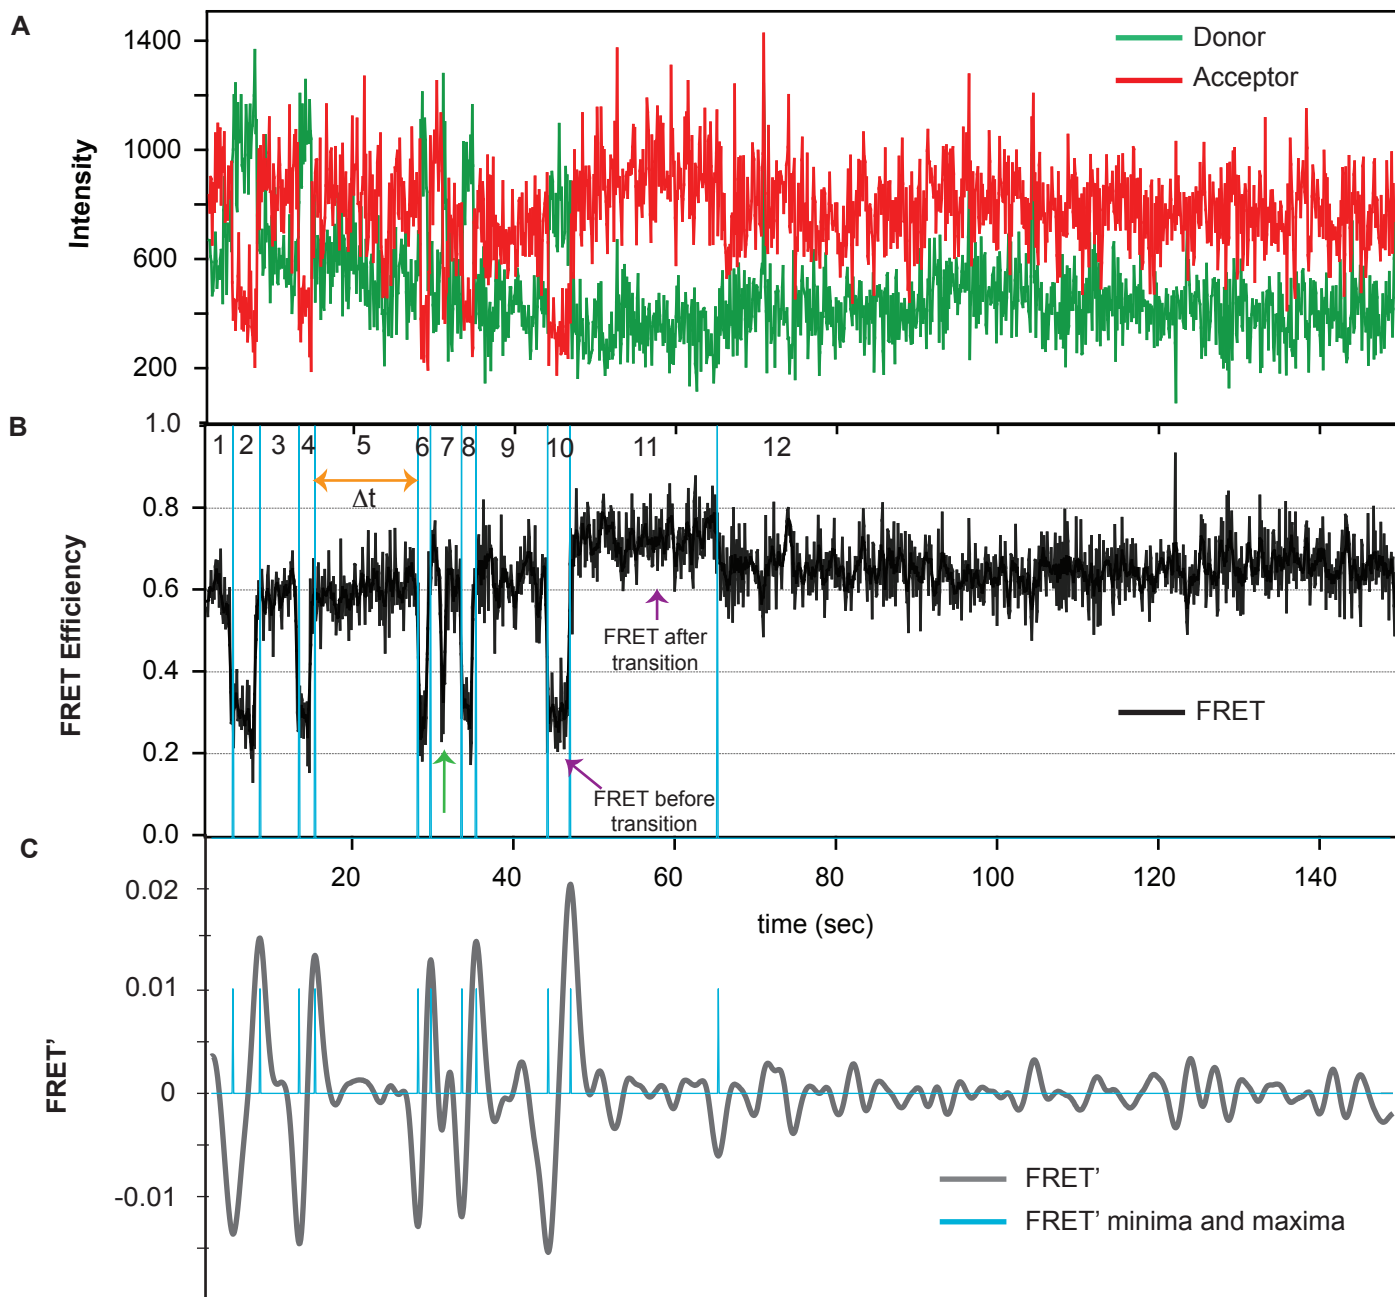 A
1400
1000
600
200
Intensity
Donor
Acceptor
B
1.0
0.8
0.6
0.4
0.2
0.0
FRET Efficiency
1 2 3 4 5 6 7 8 9 10 11 12
Δt
FRET after
transition
FRET before
transition
FRET
20 40 60 80 100 120 140
time (sec)
C
0.02
0.01
0
-0.01
FRET’
FRET’
FRET’ minima and maxima